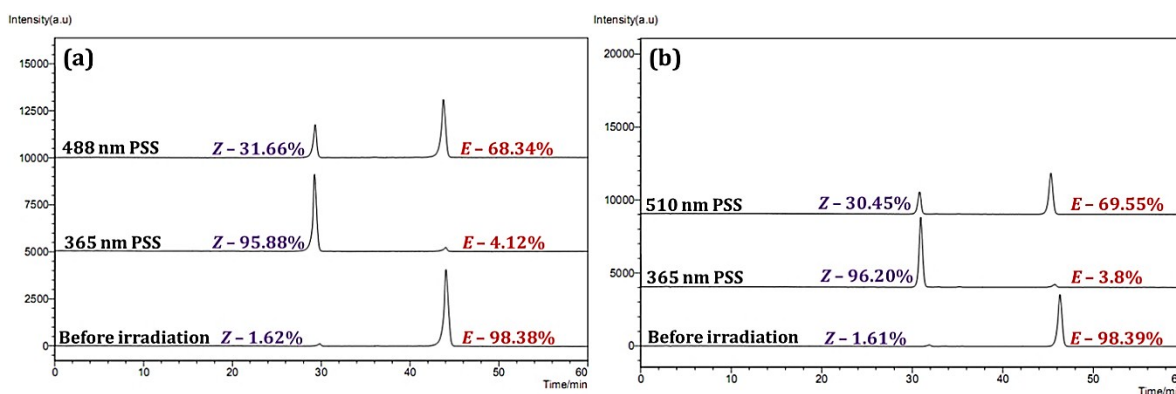 Intensity(a.u)
(a)
15000
12500
10000
7500
5000
2500
0
488 nm PSS Z – 31.66% E – 68.34%
365 nm PSS Z – 95.88% E – 4.12%
Before irradiation Z – 1.62% E – 98.38%
0 10 20 30 40 50 60
Time/min
Intensity(a.u)
(b)
20000
15000
10000
5000
0
510 nm PSS Z – 30.45% E – 69.55%
365 nm PSS Z – 96.20% E – 3.8%
Before irradiation Z – 1.61% E – 98.39%
10 20 30 40 50 60
Time/min